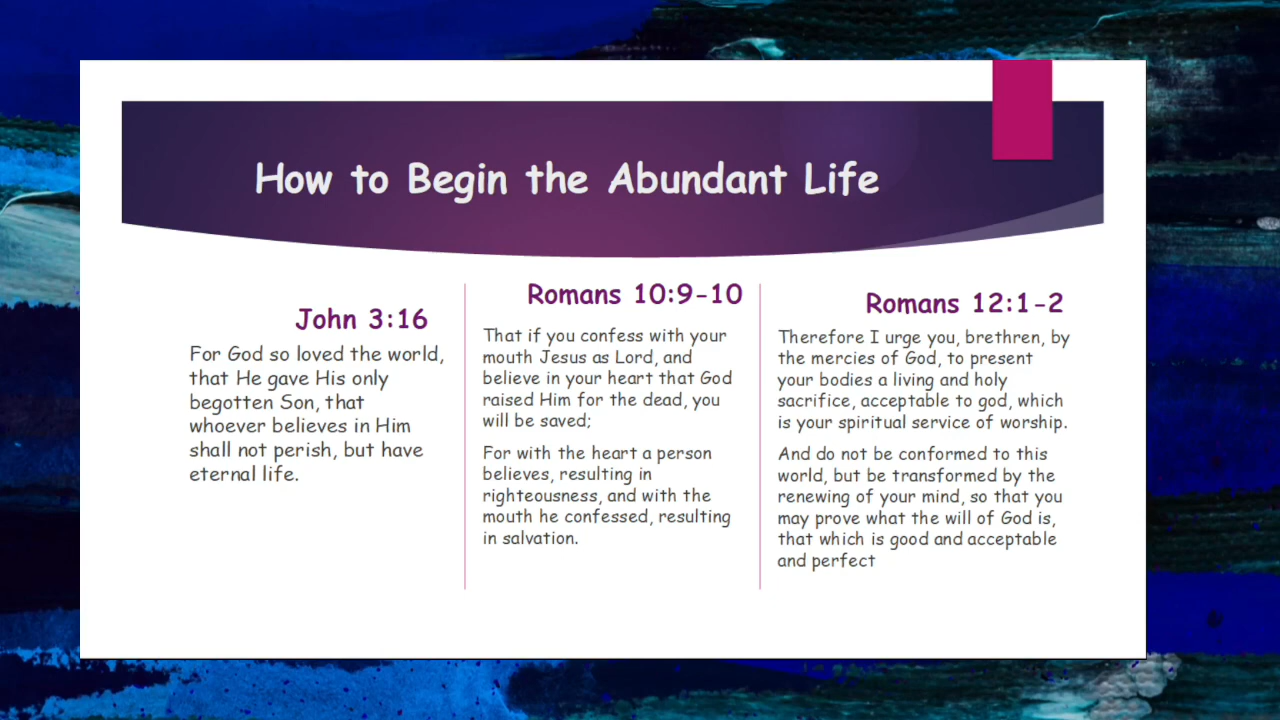 How to Begin the Abundant Life
John 3:16
For God so loved the world,
that He gave His only
begotten Son, that
whoever believes in Him
shall not perish, but have
eternal life.
Romans 10:9-10
That if you confess with your
mouth Jesus as Lord, and
believe in your heart that God
raised Him for the dead, you
will be saved;
For with the heart a person
believes, resulting in
righteousness, and with the
mouth he confessed, resulting
in salvation.
Romans 12:1-2
Therefore I urge you, brethren, by
the mercies of God, to present
your bodies a living and holy
sacrifice, acceptable to god, which
is your spiritual service of worship.
And do not be conformed to this
world, but be transformed by the
renewing of your mind, so that you
may prove what the will of God is,
that which is good and acceptable
and perfect